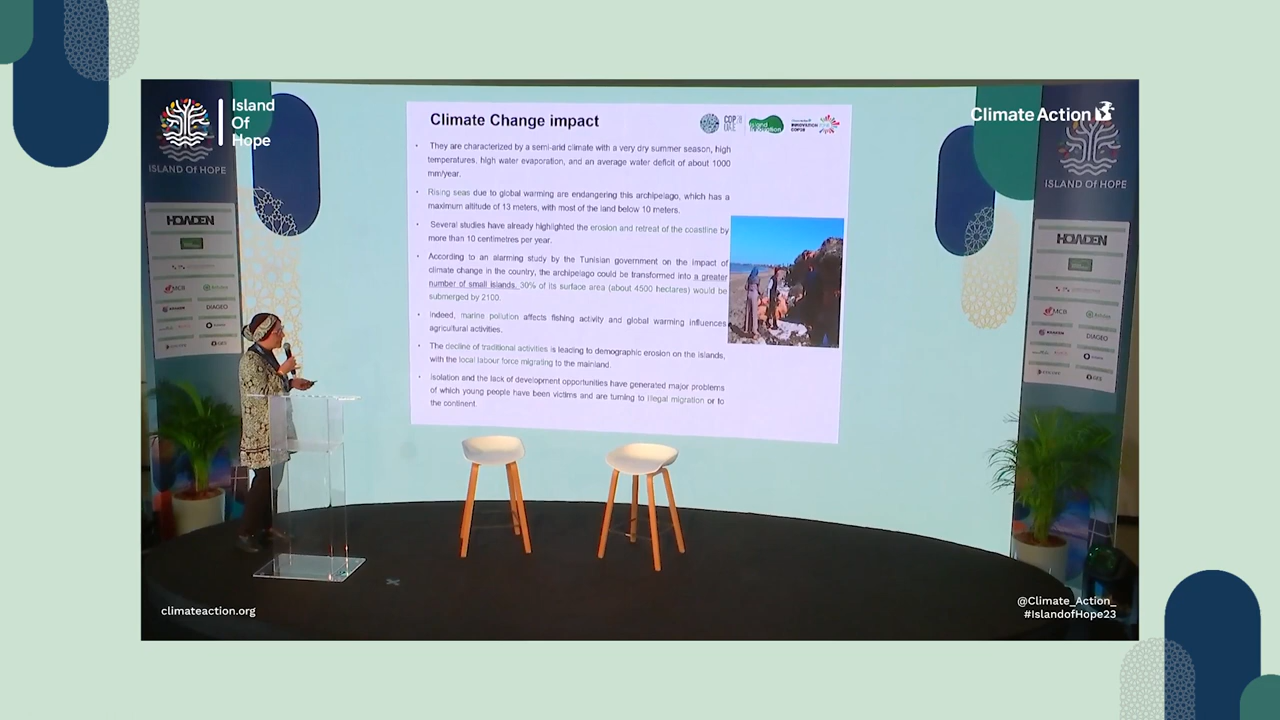 Island
Of
Hope
ISLAND OF HOPE
HOWDEN
MCB
DIAGEO
Climate Action
ISLAND OF HOPE
HOWDEN
MCB
DIAGEO
Climate Change impact
COP28
UAE
Island Innovation
INNOVATION
• They are characterized by a semi-arid climate with a very dry summer season, high
temperatures, high water evaporation, and an average water deficit of about 1000
mm/year.
• Rising seas due to global warming are endangering this archipelago, which has a
maximum altitude of 13 meters, with most of the land below 10 meters.
• Several studies have already highlighted the erosion and retreat of the coastline by
more than 10 centimetres per year.
• According to an alarming study by the Tunisian government on the impact of
climate change in the country, the archipelago could be transformed into a greater
number of small islands. 30% of its surface area (about 4500 hectares) would be
submerged by 2100.
• Indeed, marine pollution affects fishing activity and global warming influences
agricultural activities.
• The decline of traditional activities is leading to demographic erosion on the islands,
with the local labour force migrating to the mainland.
• Isolation and the lack of development opportunities have generated major problems
of which young people have been victims and are turning to illegal migration or to
the continent.
climateaction.org
@Climate_Action_
#IslandofHope23